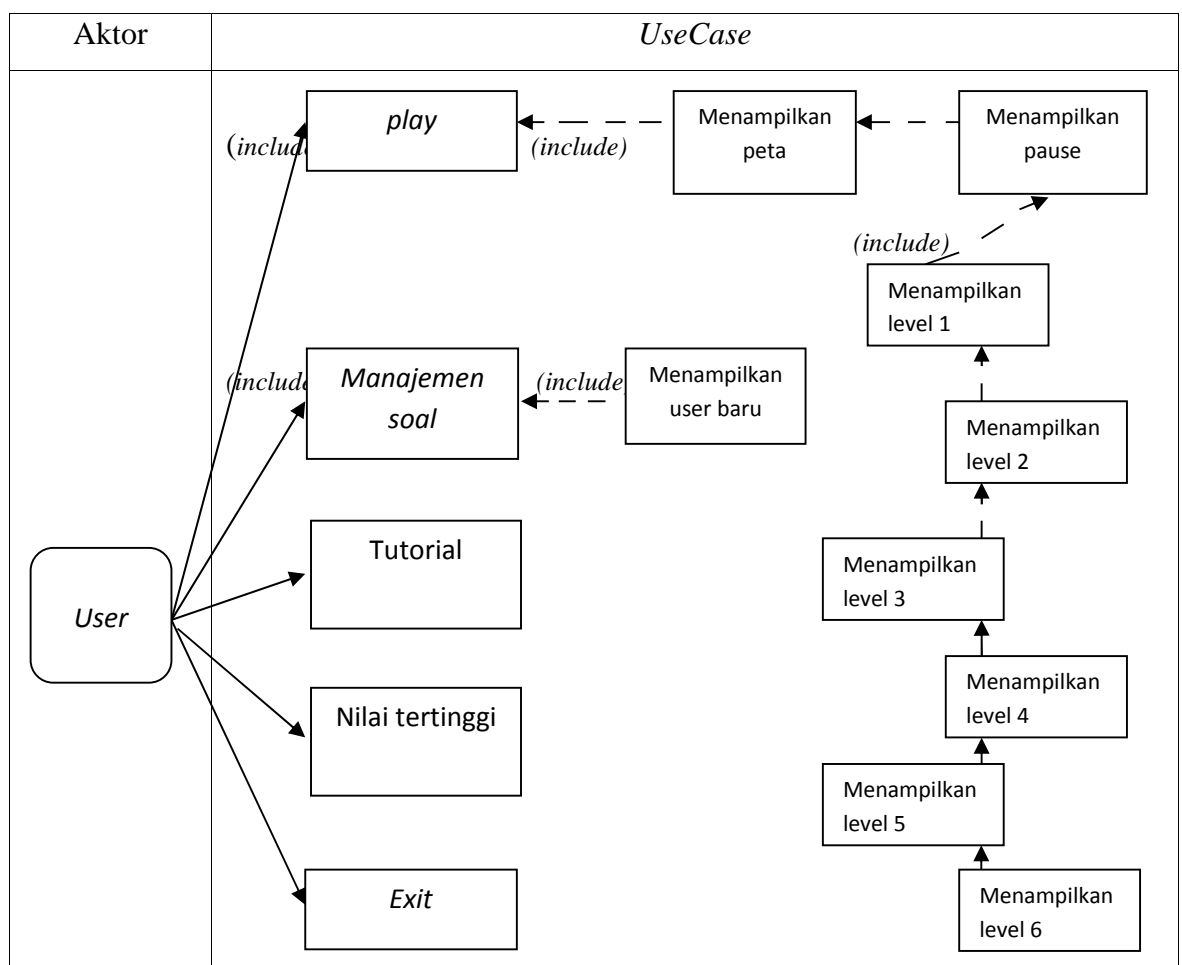 Aktor
UseCase
play
Menampilkan
peta
Menampilkan
pause
(include
(include)
(include)
Menampilkan
level 1
(include
Manajemen
soal
(include
Menampilkan
user baru
Menampilkan
level 2
Tutorial
Menampilkan
level 3
User
Menampilkan
level 4
Nilai tertinggi
Menampilkan
level 5
Exit
Menampilkan
level 6